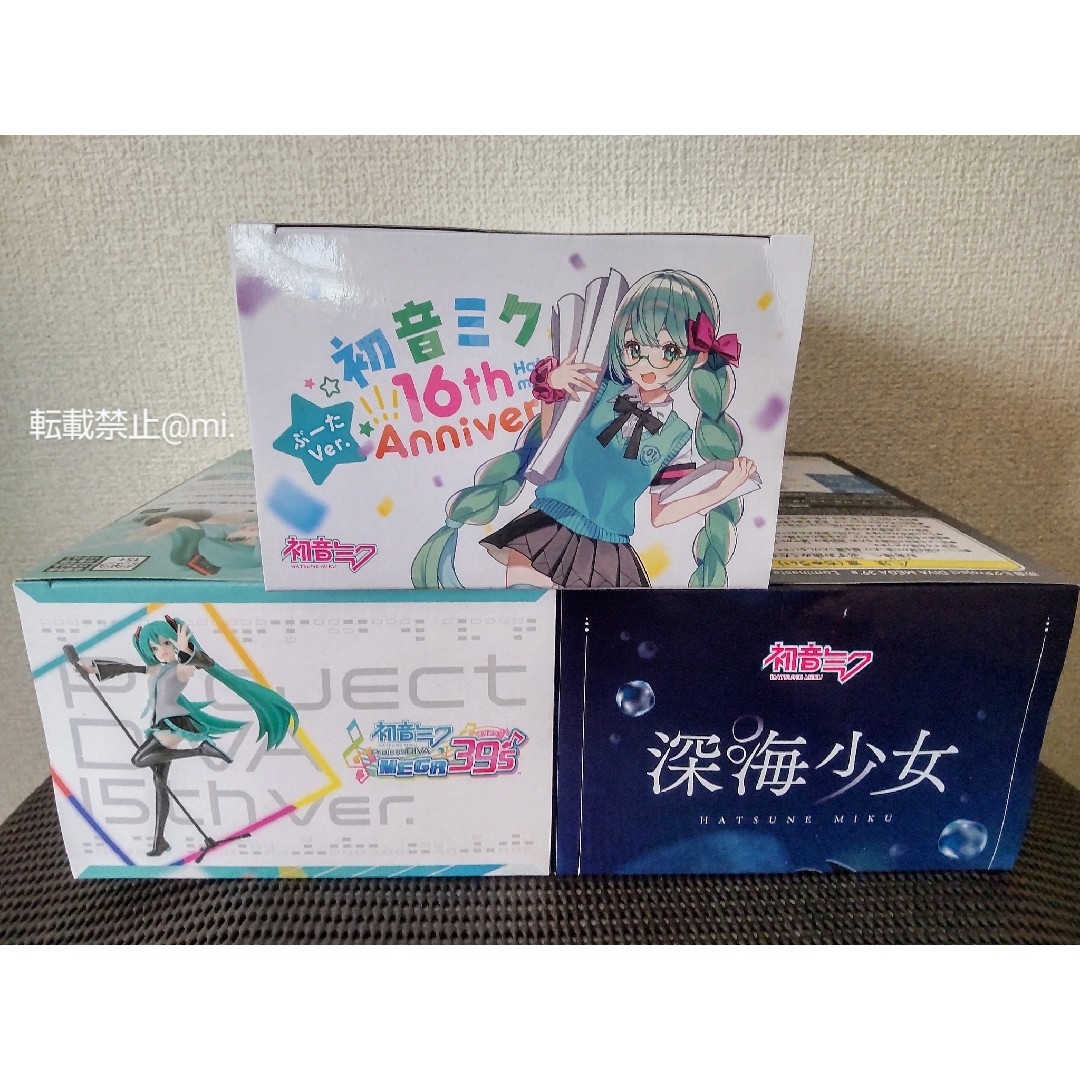 初音ミク
16th
Anniver
ぶーた
Ver.
転載禁止@mi.
初音ミク
HATSUNE MIKU
Project
DIVA
15th Ver.
初音ミク
Project DIVA
MEGA39's
初音ミク
HATSUNE MIKU
深海少女
HATSUNE MIKU